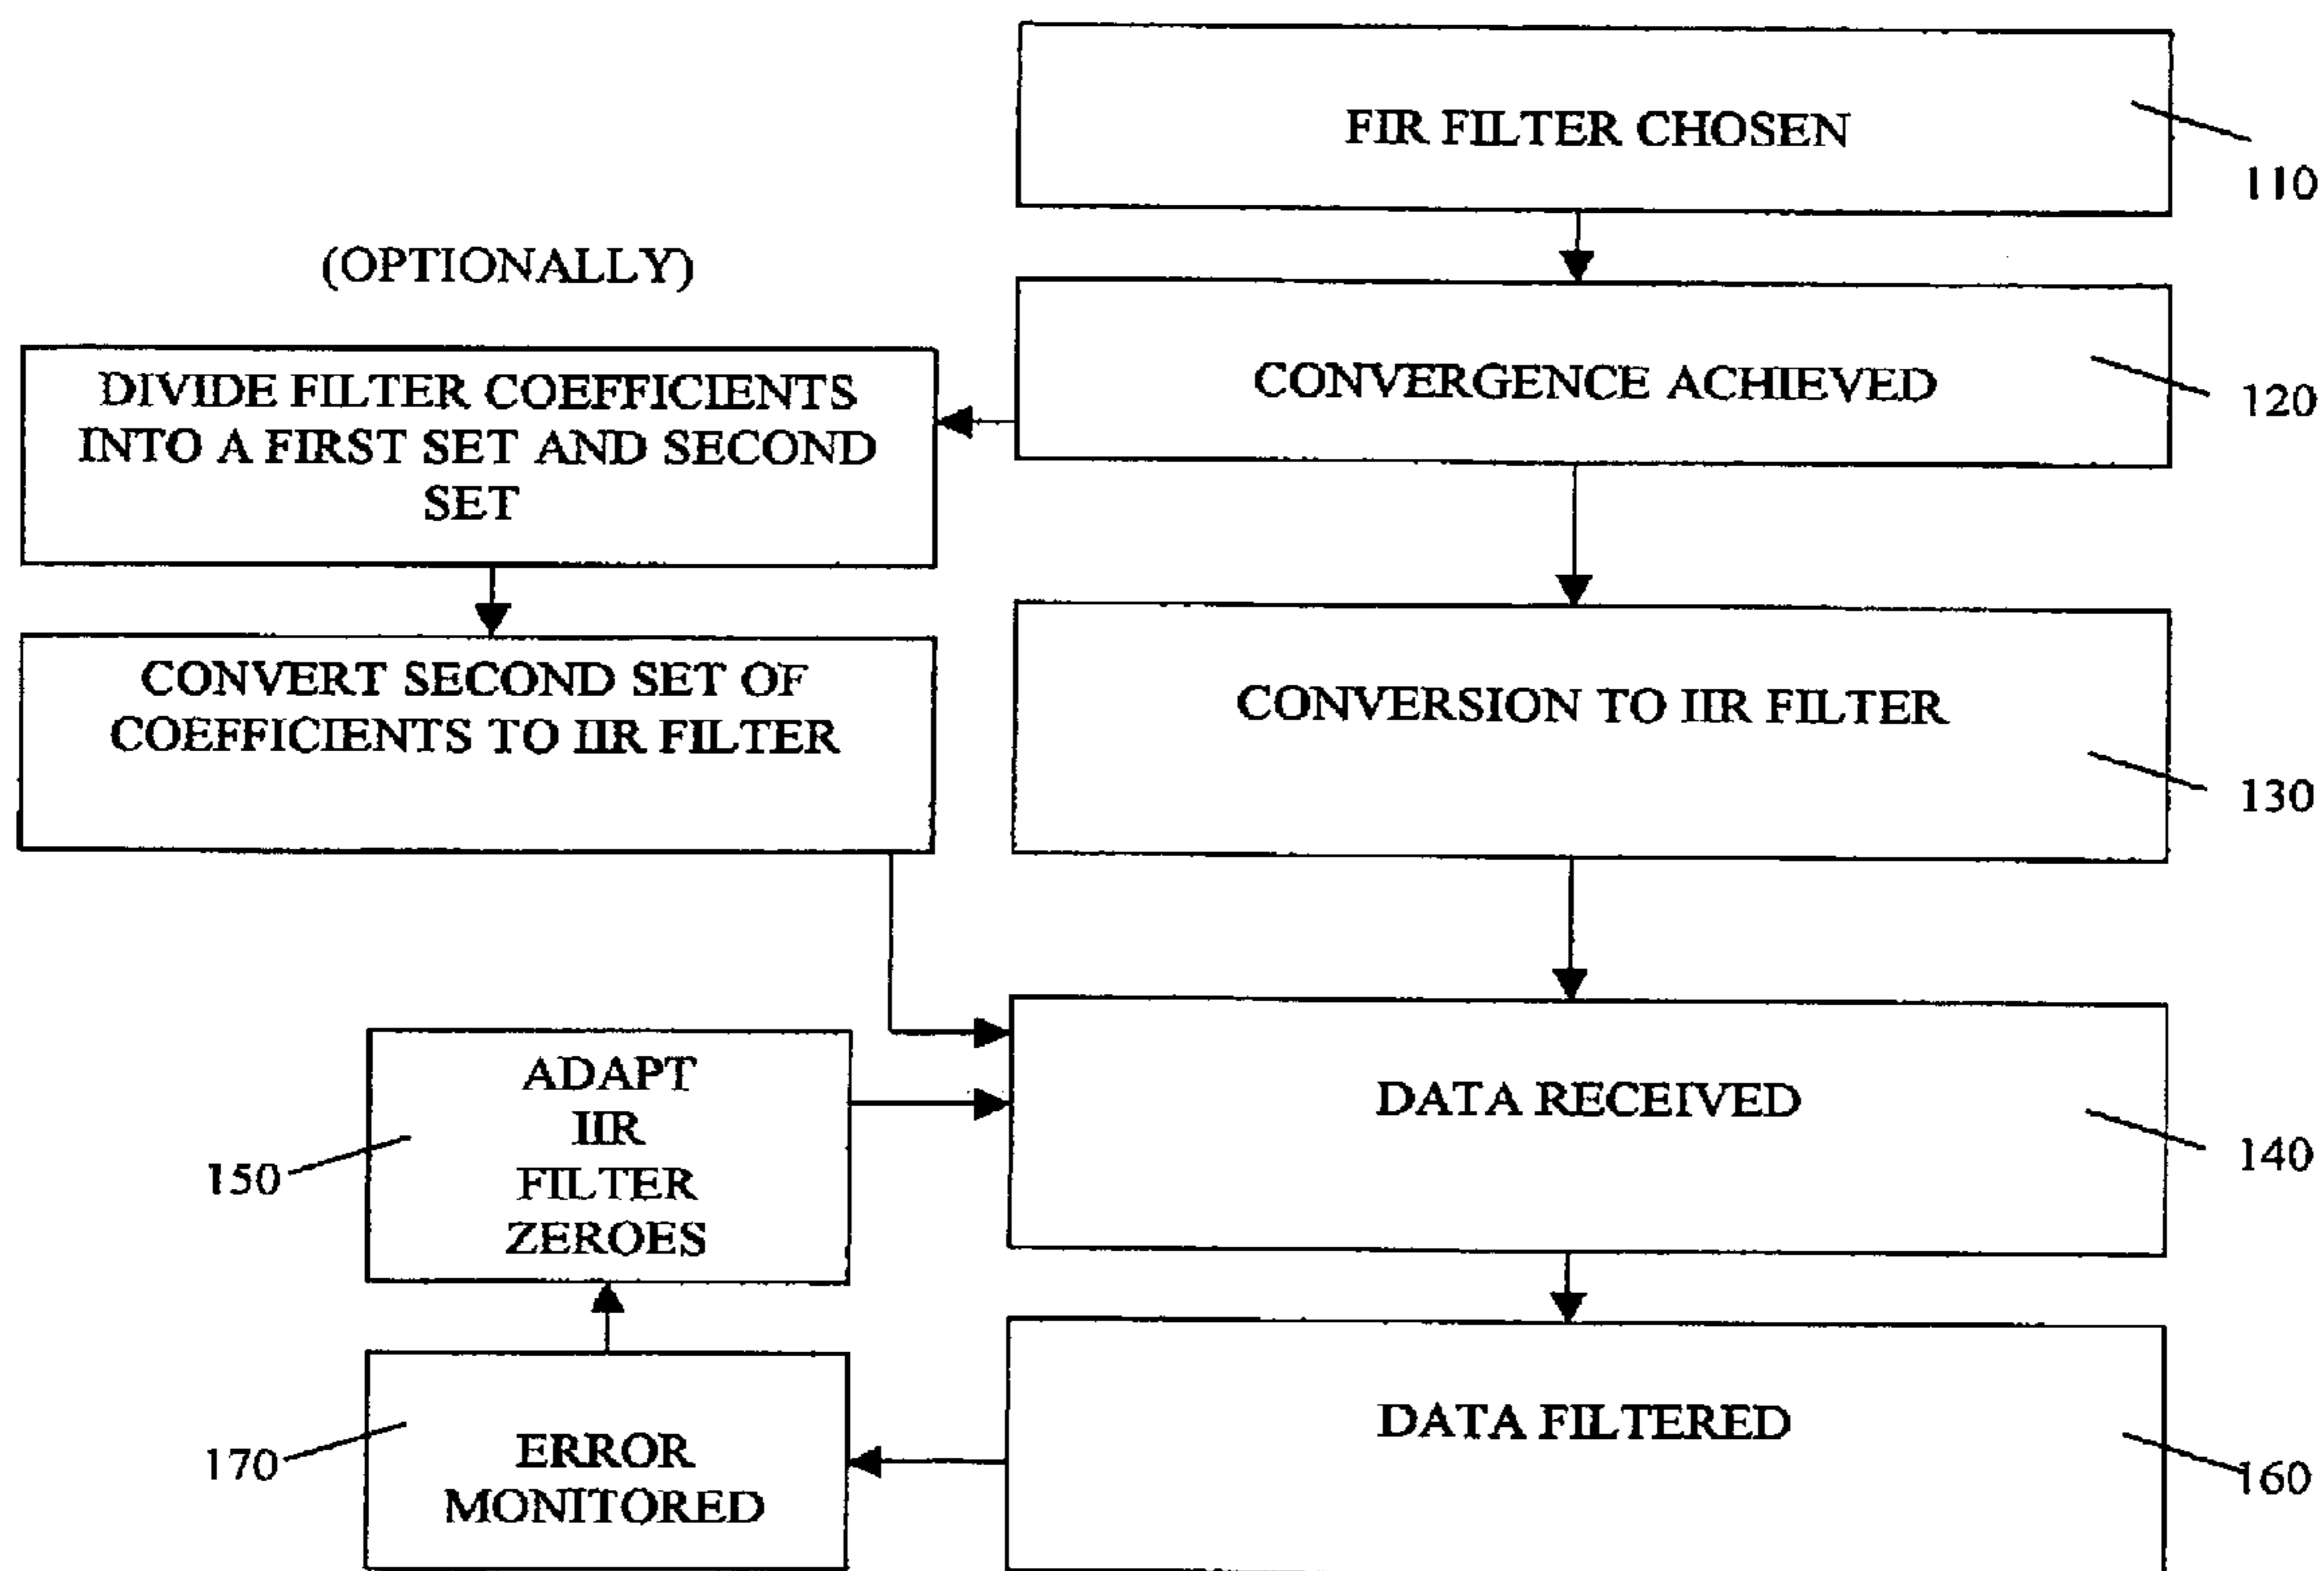 FIR FILTER CHOSEN
110
(OPTIONALLY)
CONVERGENCE ACHIEVED
120
DIVIDE FILTER COEFFICIENTS
INTO A FIRST SET AND SECOND
SET
CONVERT SECOND SET OF
COEFFICIENTS TO IIR FILTER
CONVERSION TO IIR FILTER
130
ADAPT
IIR
FILTER
ZEROES
150
DATA RECEIVED
140
DATA FILTERED
160
ERROR
MONITORED
170